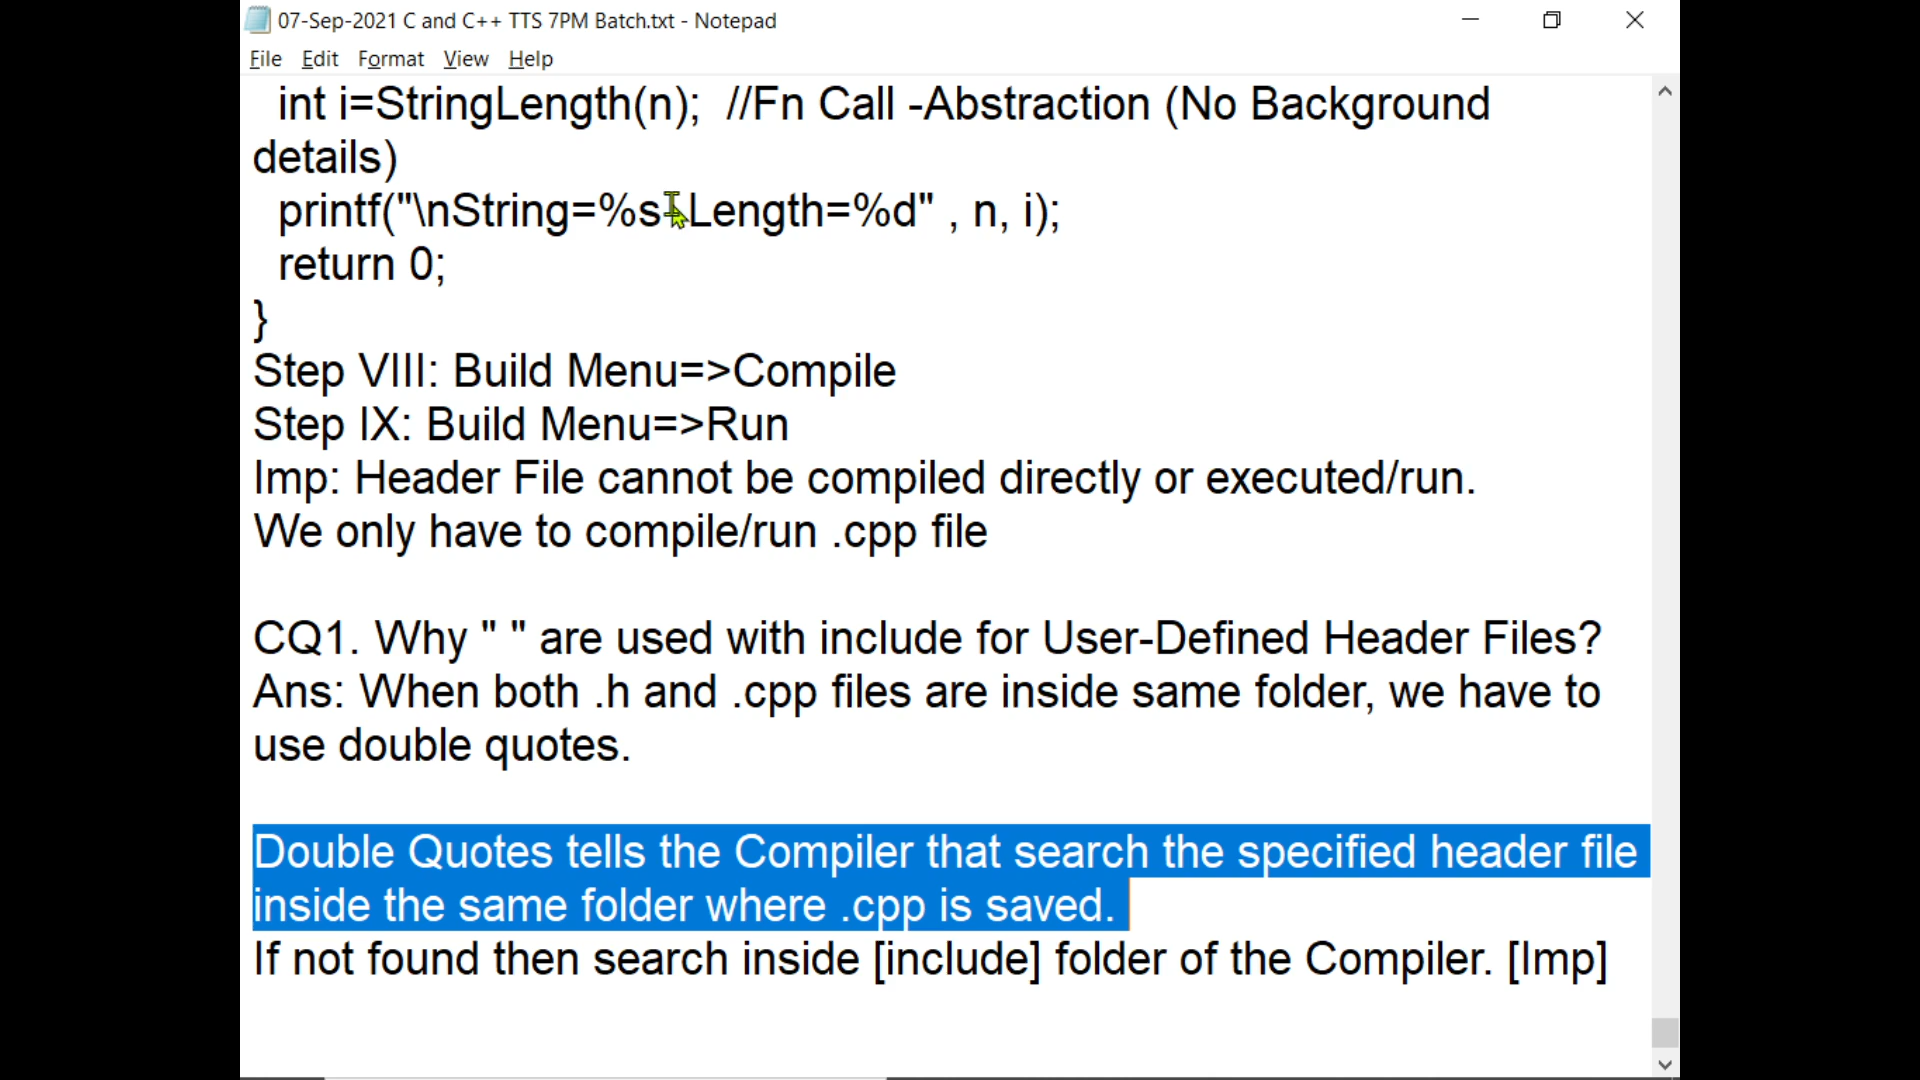 07-Sep-2021 C and C++ TTS 7PM Batch.txt - Notepad
File Edit Format View Help
int i=StringLength(n); //Fn Call -Abstraction (No Background
details)
printf("\nString=%s Length=%d" , n, i);
return 0;
}
Step VIII: Build Menu=>Compile
Step IX: Build Menu=>Run
Imp: Header File cannot be compiled directly or executed/run.
We only have to compile/run .cpp file
CQ1. Why " " are used with include for User-Defined Header Files?
Ans: When both .h and .cpp files are inside same folder, we have to
use double quotes.
Double Quotes tells the Compiler that search the specified header file
inside the same folder where .cpp is saved.
If not found then search inside [include] folder of the Compiler. [Imp]